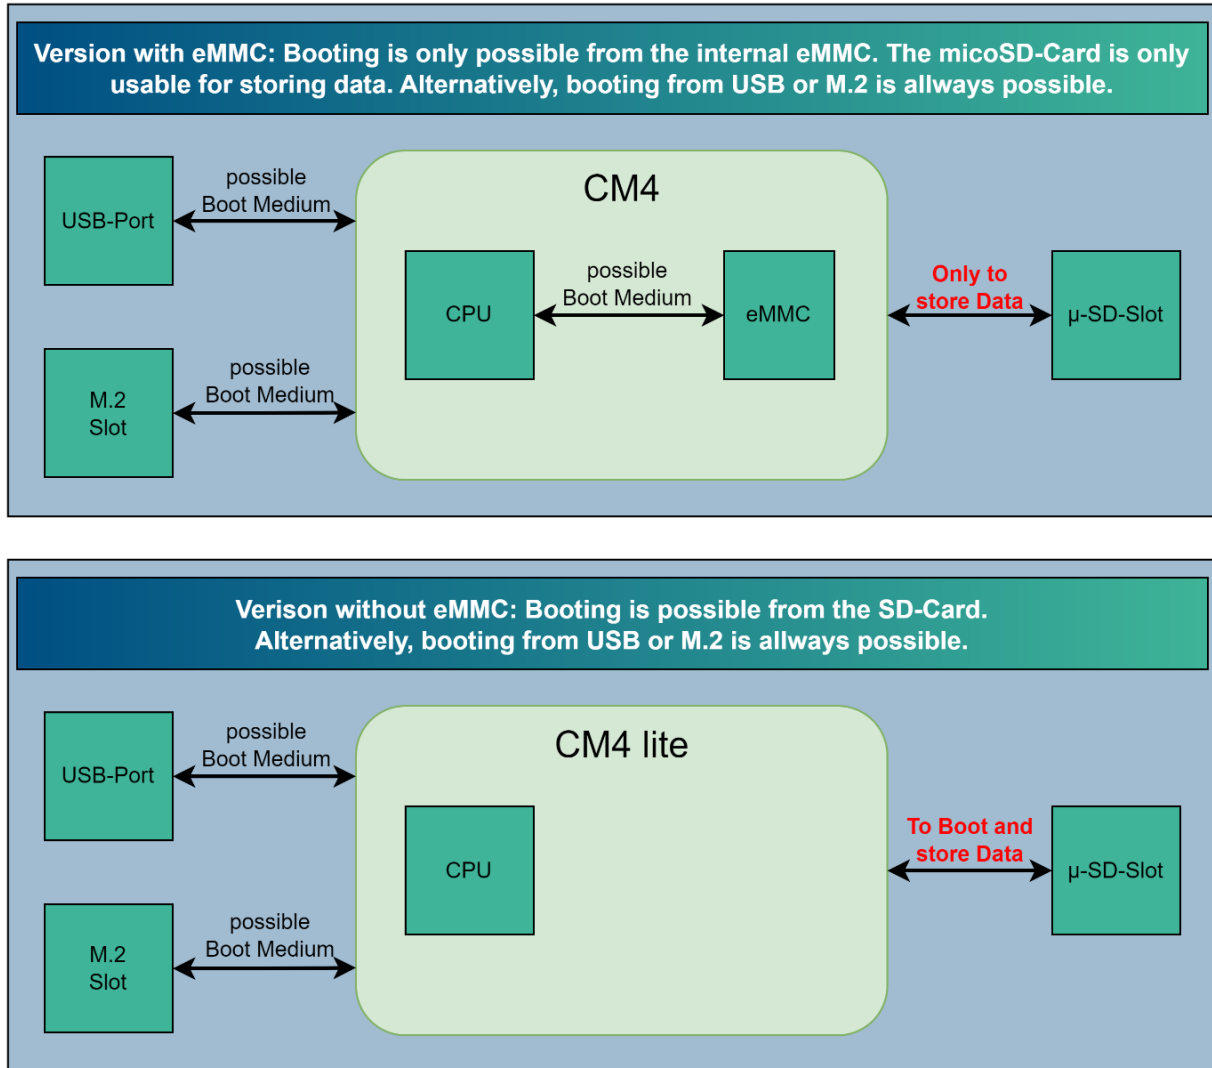 Version with eMMC: Booting is only possible from the internal eMMC. The micoSD-Card is only
usable for storing data. Alternatively, booting from USB or M.2 is allways possible.
CM4
possible
Boot Medium
USB-Port
possible
Boot Medium
CPU
eMMC
Only to
store Data
µ-SD-Slot
possible
Boot Medium
M.2
Slot
Verison without eMMC: Booting is possible from the SD-Card.
Alternatively, booting from USB or M.2 is allways possible.
CM4 lite
possible
Boot Medium
USB-Port
CPU
To Boot and
store Data
µ-SD-Slot
possible
Boot Medium
M.2
Slot